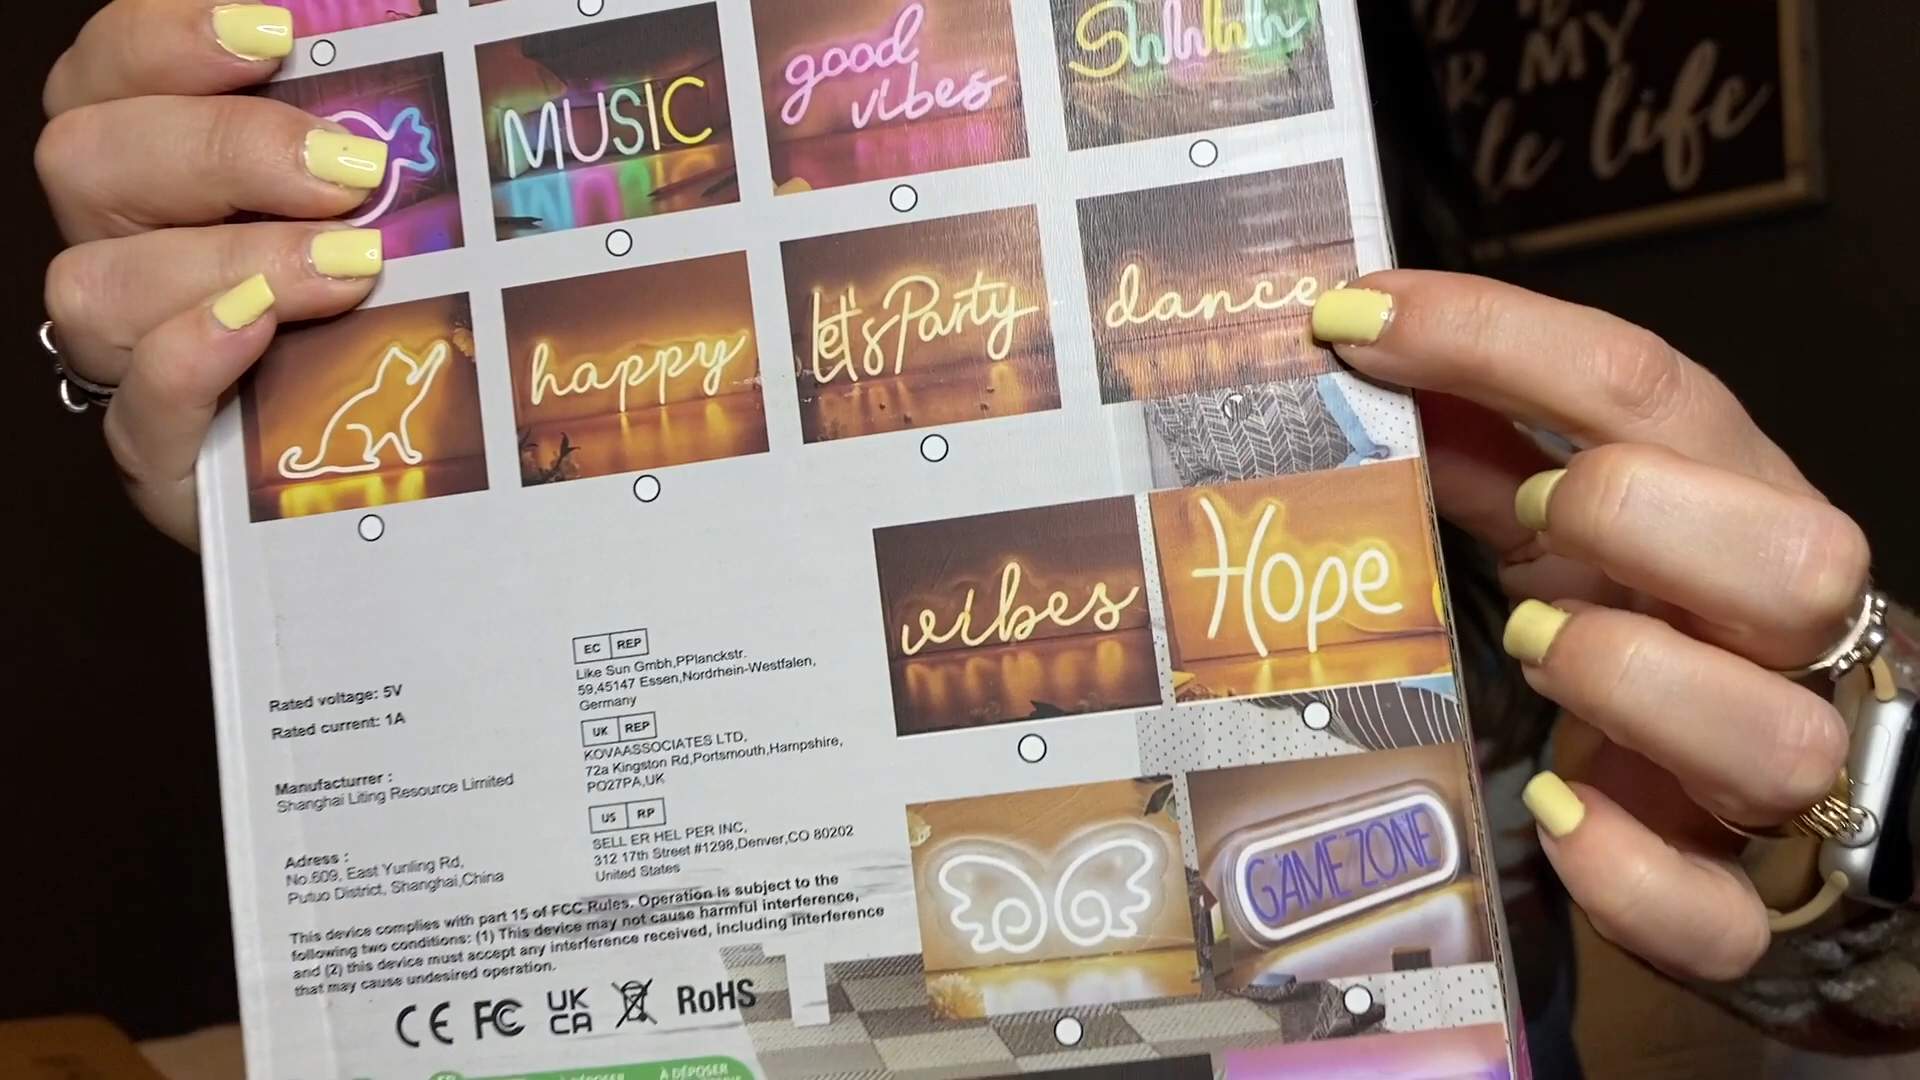 good
vibes
Shhhh
MUSIC
happy
let's Party
dance
vibes
Hope
GAME ZONE
Rated voltage: 5V
Rated current: 1A
Manufacturrer :
Shanghai Liting Resource Limited
Adress :
No.609, East Yunling Rd,
Putuo District, Shanghai,China
EC REP
Like Sun Gmbh,PPlanckstr.
59,45147 Essen,Nordrhein-Westfalen,
Germany
UK REP
KOVAASSOCIATES LTD,
72a Kingston Rd,Portsmouth,Hampshire,
PO27PA,UK
US RP
SELL ER HEL PER INC,
312 17th Street #1298,Denver,CO 80202
United States
This device complies with part 15 of FCC Rules. Operation is subject to the
following two conditions: (1) This device may not cause harmful interference,
and (2) this device must accept any interference received, including interference
that may cause undesired operation.
CE FC UK CA RoHS
À DÉPOSER
À DÉPOSER
MY
life